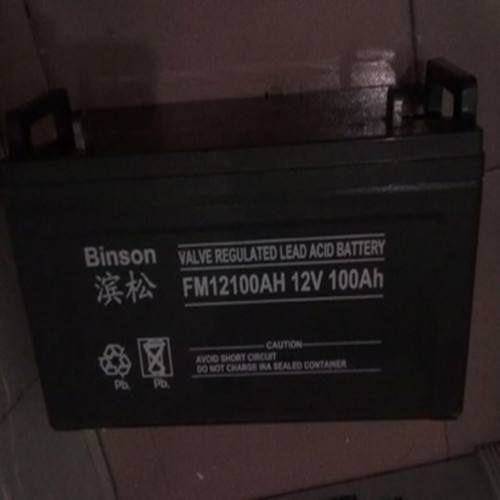 Binson
滨松
VALVE REGULATED LEAD ACID BATTERY
FM12100AH 12V 100Ah
CAUTION
AVOID SHORT CIRCUIT
DO NOT CHARGE INA SEALED CONTAINER
Pb.
Pb.